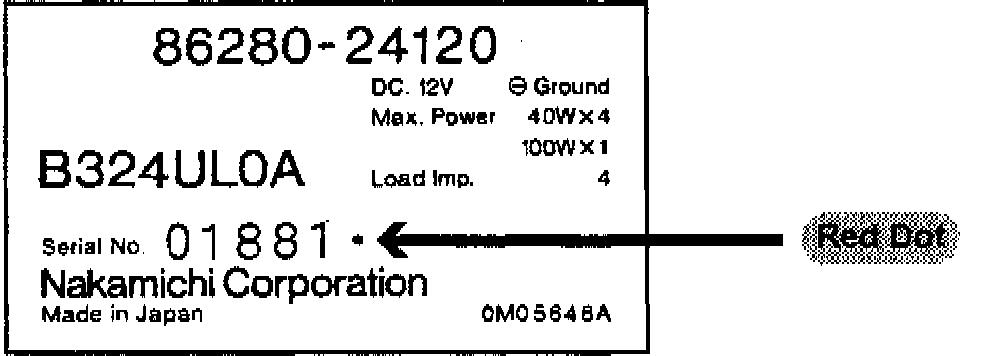 86280-24120
DC. 12V ⊖ Ground
Max. Power 40W×4
100W×1
B324UL0A
Load Imp. 4
Serial No. 01881 •
Red Dot
Nakamichi Corporation
Made in Japan 0M05648A